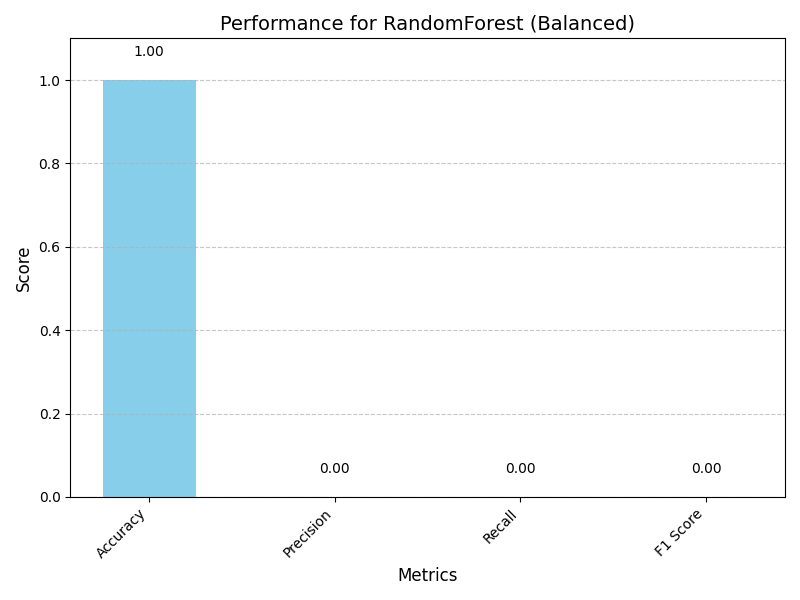 Performance for RandomForest (Balanced)
1.00
1.0
0.8
0.6
0.4
0.2
0.0
Score
0.00
0.00
0.00
Accuracy
Precision
Recall
F1 Score
Metrics